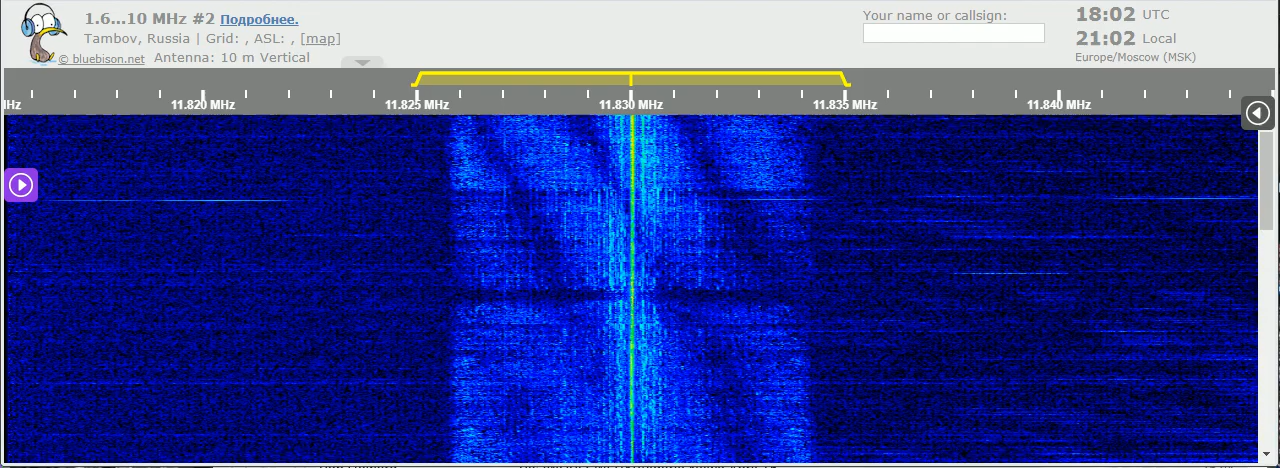 1.6...10 MHz #2 Подробнее.
Tambov, Russia | Grid: , ASL: , [map]
© bluebison.net Antenna: 10 m Vertical
Your name or callsign:
18:02 UTC
21:02 Local
Europe/Moscow (MSK)
Hz 11.820 MHz 11.825 MHz 11.830 MHz 11.835 MHz 11.840 MHz